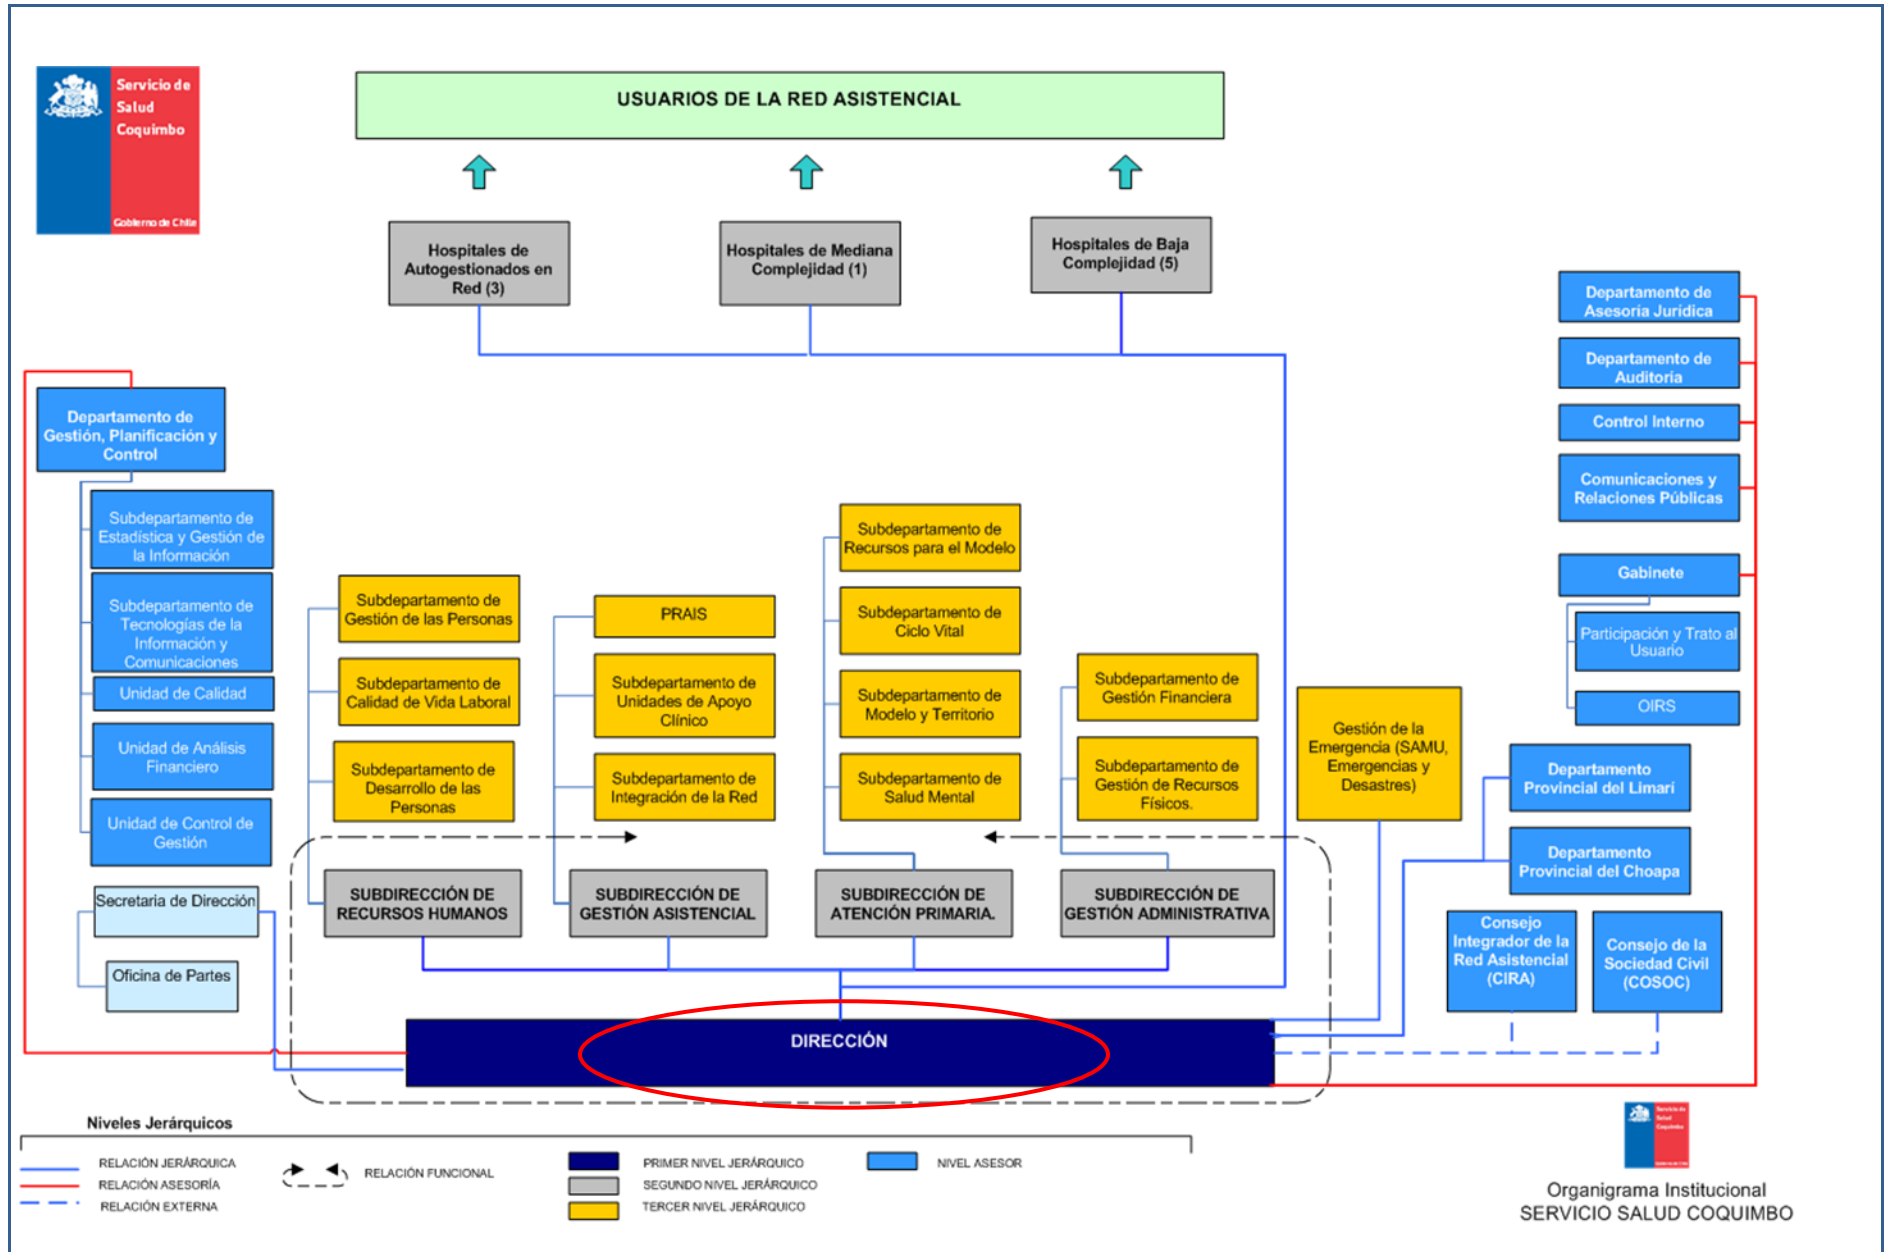 Servicio de
Salud
Coquimbo
Gobierno de Chile
USUARIOS DE LA RED ASISTENCIAL
Hospitales de
Autogestionados en
Red (3)
Hospitales de Mediana
Complejidad (1)
Hospitales de Baja
Complejidad (5)
Departamento de
Asesoría Jurídica
Departamento de
Auditoría
Control Interno
Comunicaciones y
Relaciones Públicas
Gabinete
Participación y Trato al
Usuario
OIRS
Departamento de
Gestión, Planificación y
Control
Subdepartamento de
Estadística y Gestión de
la Información
Subdepartamento de
Tecnologías de la
Información y
Comunicaciones
Unidad de Calidad
Unidad de Análisis
Financiero
Unidad de Control de
Gestión
Secretaria de Dirección
Oficina de Partes
Subdepartamento de
Gestión de las Personas
Subdepartamento de
Calidad de Vida Laboral
Subdepartamento de
Desarrollo de las
Personas
PRAIS
Subdepartamento de
Unidades de Apoyo
Clínico
Subdepartamento de
Integración de la Red
Subdepartamento de
Recursos para el Modelo
Subdepartamento de
Ciclo Vital
Subdepartamento de
Modelo y Territorio
Subdepartamento de
Salud Mental
Subdepartamento de
Gestión Financiera
Subdepartamento de
Gestión de Recursos
Físicos.
Gestión de la
Emergencia (SAMU,
Emergencias y
Desastres)
Departamento
Provincial del Limarí
Departamento
Provincial del Choapa
Consejo
Integrador de la
Red Asistencial
(CIRA)
Consejo de la
Sociedad Civil
(COSOC)
SUBDIRECCIÓN DE
RECURSOS HUMANOS
SUBDIRECCIÓN DE
GESTIÓN ASISTENCIAL
SUBDIRECCIÓN DE
ATENCIÓN PRIMARIA.
SUBDIRECCIÓN DE
GESTIÓN ADMINISTRATIVA
DIRECCIÓN
Niveles Jerárquicos
RELACIÓN JERÁRQUICA
RELACIÓN ASESORÍA
RELACIÓN EXTERNA
RELACIÓN FUNCIONAL
PRIMER NIVEL JERÁRQUICO
SEGUNDO NIVEL JERÁRQUICO
TERCER NIVEL JERÁRQUICO
NIVEL ASESOR
Servicio de
Salud
Coquimbo
Gobierno de Chile
Organigrama Institucional
SERVICIO SALUD COQUIMBO